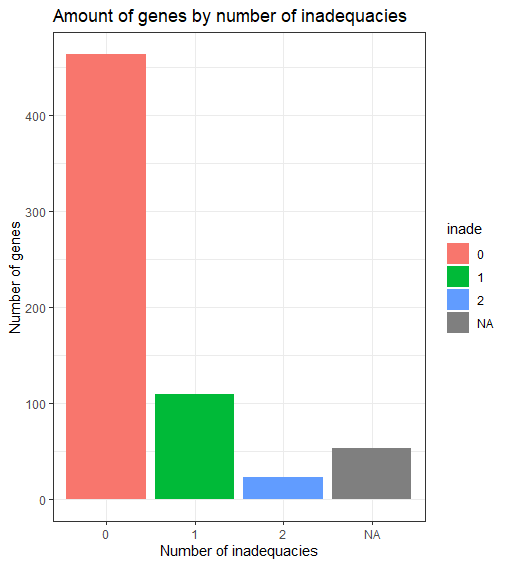 Amount of genes by number of inadequacies
400
300
200
100
0
Number of genes
0 1 2 NA
Number of inadequacies
inade
0
1
2
NA